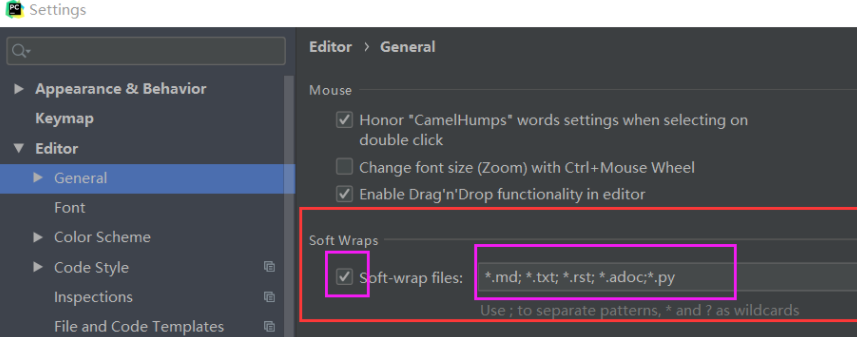 PC
Settings
Editor › General
Mouse
Appearance & Behavior
Honor "CamelHumps" words settings when selecting on
double click
Keymap
Editor
Change font size (Zoom) with Ctrl+Mouse Wheel
General
Enable Drag'n'Drop functionality in editor
Font
Color Scheme
Soft Wraps
Code Style
Soft-wrap files: *.md; *.txt; *.rst; *.adoc;*.py
Inspections
Use ; to separate patterns, * and ? as wildcards
File and Code Templates